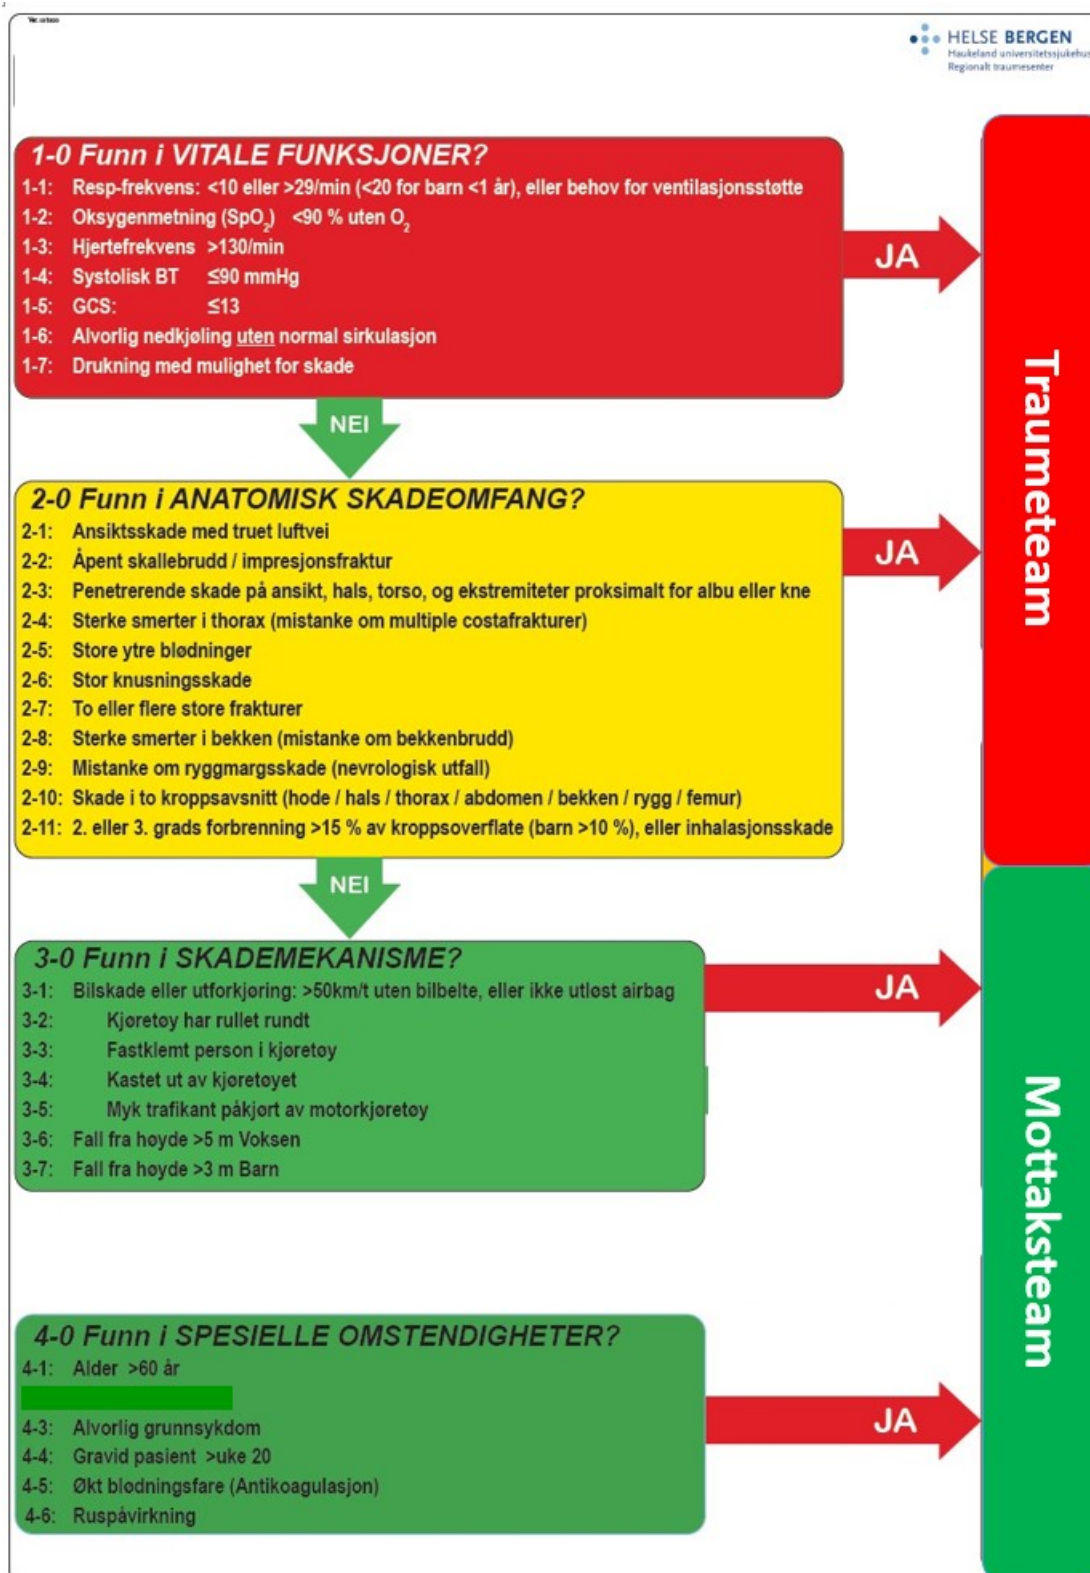 HELSE BERGEN
Haukeland universitetssjukehus
Regionalt traumesenter
1-0 Funn i VITALE FUNKSJONER?
1-1: Resp-frekvens: <10 eller >29/min (<20 for barn <1 år), eller behov for ventilasjonsstøtte
1-2: Oksygenmetning (SpO₂) <90 % uten O₂
1-3: Hjertefrekvens >130/min
1-4: Systolisk BT ≤90 mmHg
1-5: GCS: ≤13
1-6: Alvorlig nedkjøling uten normal sirkulasjon
1-7: Drukning med mulighet for skade
JA
NEI
2-0 Funn i ANATOMISK SKADEOMFANG?
2-1: Ansiktsskade med truet luftvei
2-2: Åpent skallebrudd / impresjonsfraktur
2-3: Penetrerende skade på ansikt, hals, torso, og ekstremiteter proksimalt for albu eller kne
2-4: Sterke smerter i thorax (mistanke om multiple costafrakturer)
2-5: Store ytre blødninger
2-6: Stor knusningsskade
2-7: To eller flere store frakturer
2-8: Sterke smerter i bekken (mistanke om bekkenbrudd)
2-9: Mistanke om ryggmargsskade (nevrologisk utfall)
2-10: Skade i to kroppsavsnitt (hode / hals / thorax / abdomen / bekken / rygg / femur)
2-11: 2. eller 3. grads forbrenning >15 % av kroppsoverflate (barn >10 %), eller inhalasjonsskade
JA
Traumeteam
NEI
3-0 Funn i SKADEMEKANISME?
3-1: Bilskade eller utforkjøring: >50km/t uten bilbelte, eller ikke utløst airbag
3-2: Kjøretøy har rullet rundt
3-3: Fastklemt person i kjøretøy
3-4: Kastet ut av kjøretøyet
3-5: Myk trafikant påkjørt av motorkjøretøy
3-6: Fall fra høyde >5 m Voksen
3-7: Fall fra høyde >3 m Barn
JA
Mottaksteam
4-0 Funn i SPESIELLE OMSTENDIGHETER?
4-1: Alder >60 år
4-3: Alvorlig grunnsykdom
4-4: Gravid pasient >uke 20
4-5: Økt blødningsfare (Antikoagulasjon)
4-6: Ruspåvirkning
JA